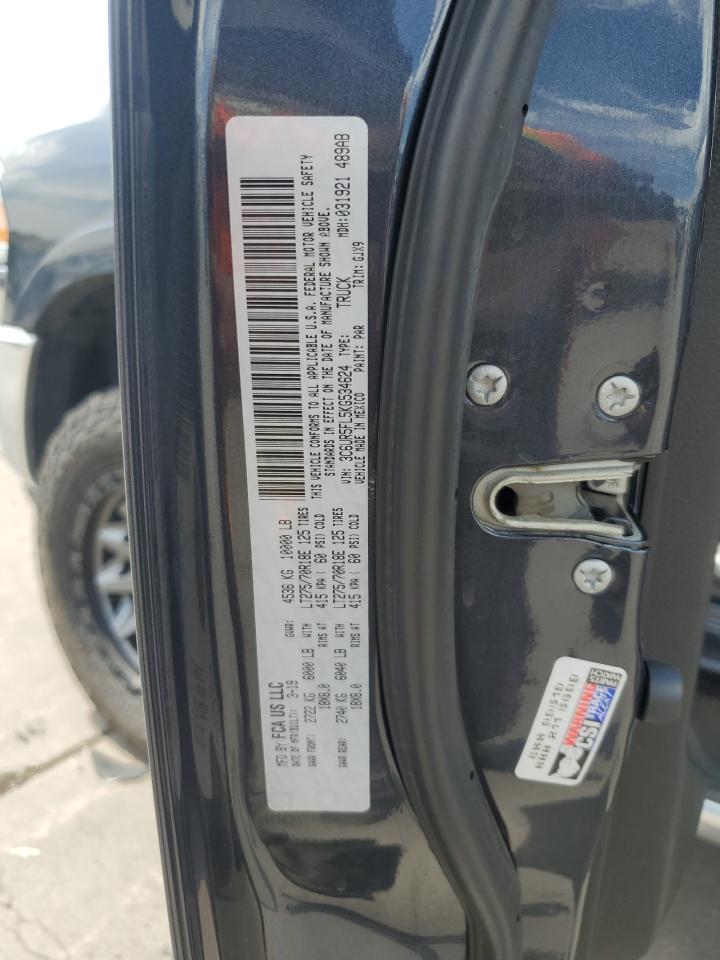 MFD BY FCA US LLC
DATE OF MFR(BUILT): 3-19
GVWR: 4536 KG 10000 LB
GAWR FRONT: 2722 KG 6000 LB WITH LT275/70R18E 125 TIRES
18X8.0 RIMS AT 415 KPA ( 60 PSI) COLD
GAWR REAR: 2740 KG 6040 LB WITH LT275/70R18E 125 TIRES
18X8.0 RIMS AT 415 KPA ( 60 PSI) COLD
THIS VEHICLE CONFORMS TO ALL APPLICABLE U.S.A. FEDERAL MOTOR VEHICLE SAFETY
STANDARDS IN EFFECT ON THE DATE OF MANUFACTURE SHOWN ABOVE.
VIN: 3C6UR5FL5KG534624 TYPE: TRUCK MDH:031921 489AB
VEHICLE MADE IN MEXICO PAINT: PAR TRIM: GJX9
WARNING
CSI